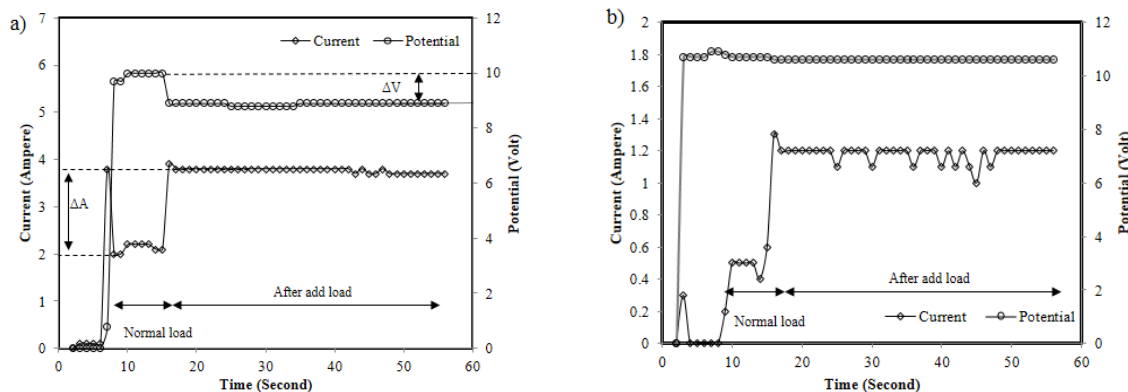 a)
7
6
5
4
3
2
1
0
Current (Ampere)
12
10
8
6
4
2
0
Potential (Volt)
Current
Potential
ΔV
ΔA
After add load
Normal load
0 10 20 30 40 50 60
Time (Second)
b)
2
1.8
1.6
1.4
1.2
1
0.8
0.6
0.4
0.2
0
Current (Ampere)
12
10
8
6
4
2
0
Potential (Volt)
After add load
Normal load
Current
Potential
0 10 20 30 40 50 60
Time (Second)